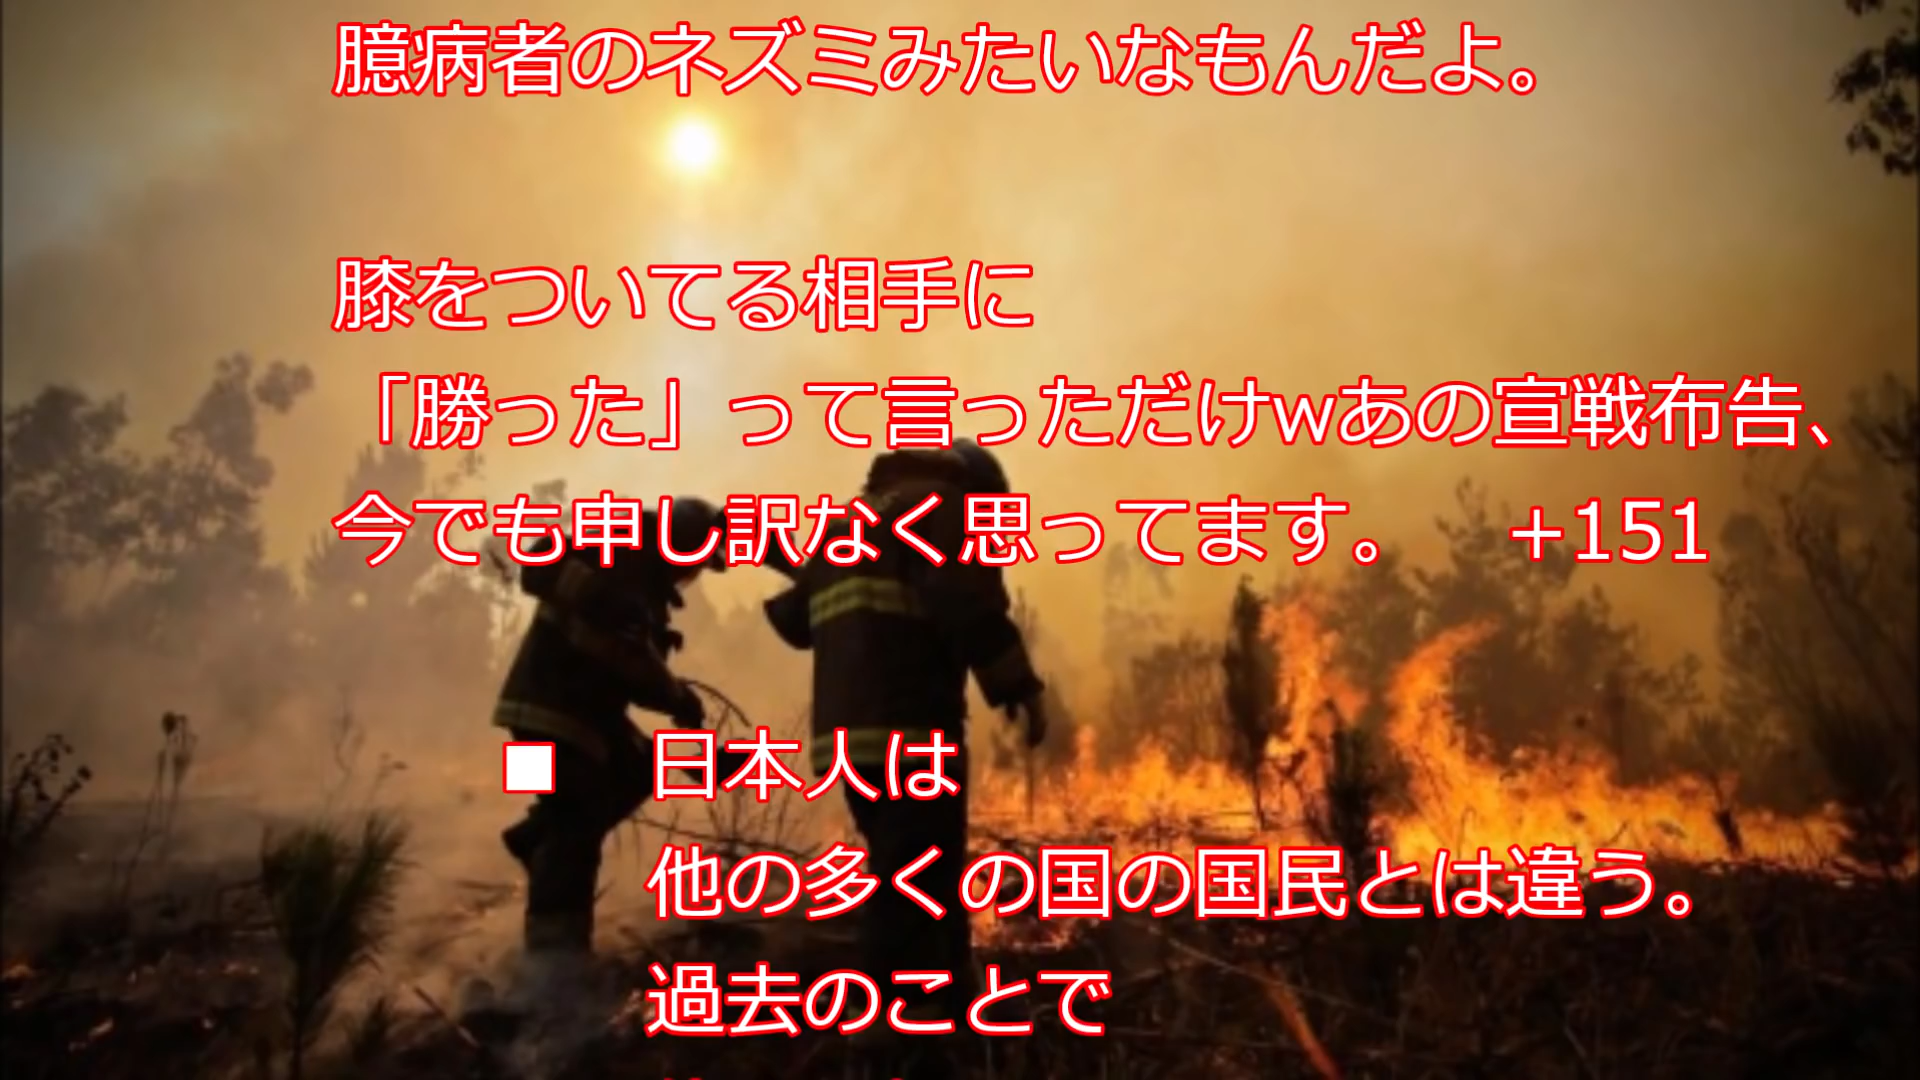 臆病者のネズミみたいなもんだよ。
膝をついてる相手に
「勝った」って言っただけwあの宣戦布告、
今でも申し訳なく思ってます。 +151
■ 日本人は
他の多くの国の国民とは違う。
過去のことで